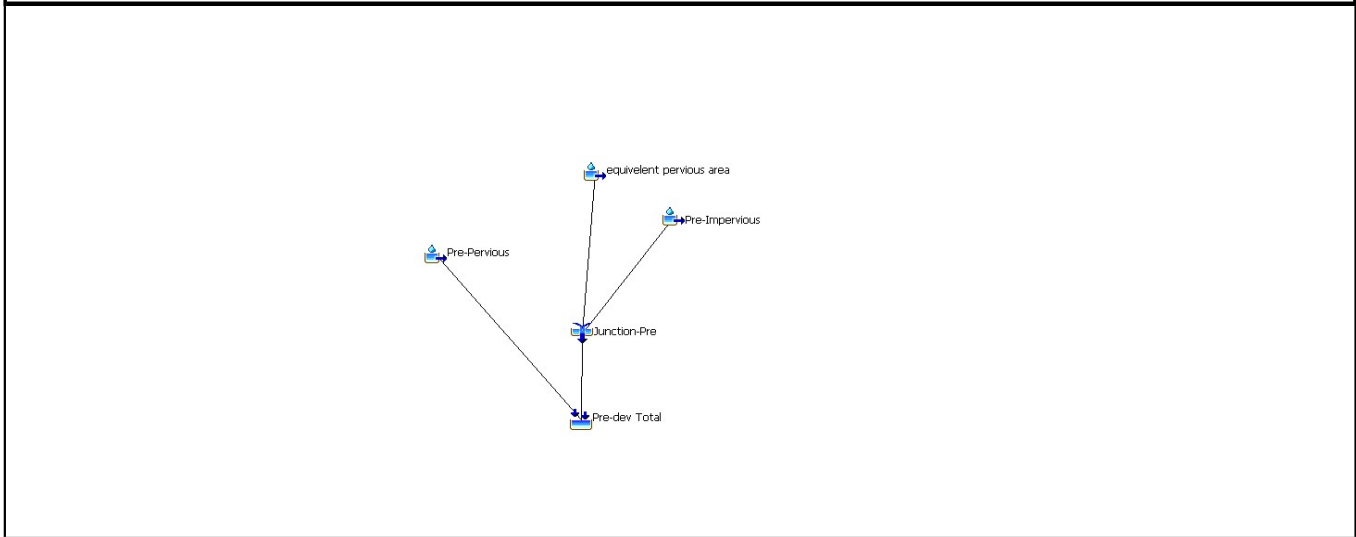 equivelent pervious area
Pre-Impervious
Pre-Pervious
Junction-Pre
Pre-dev Total